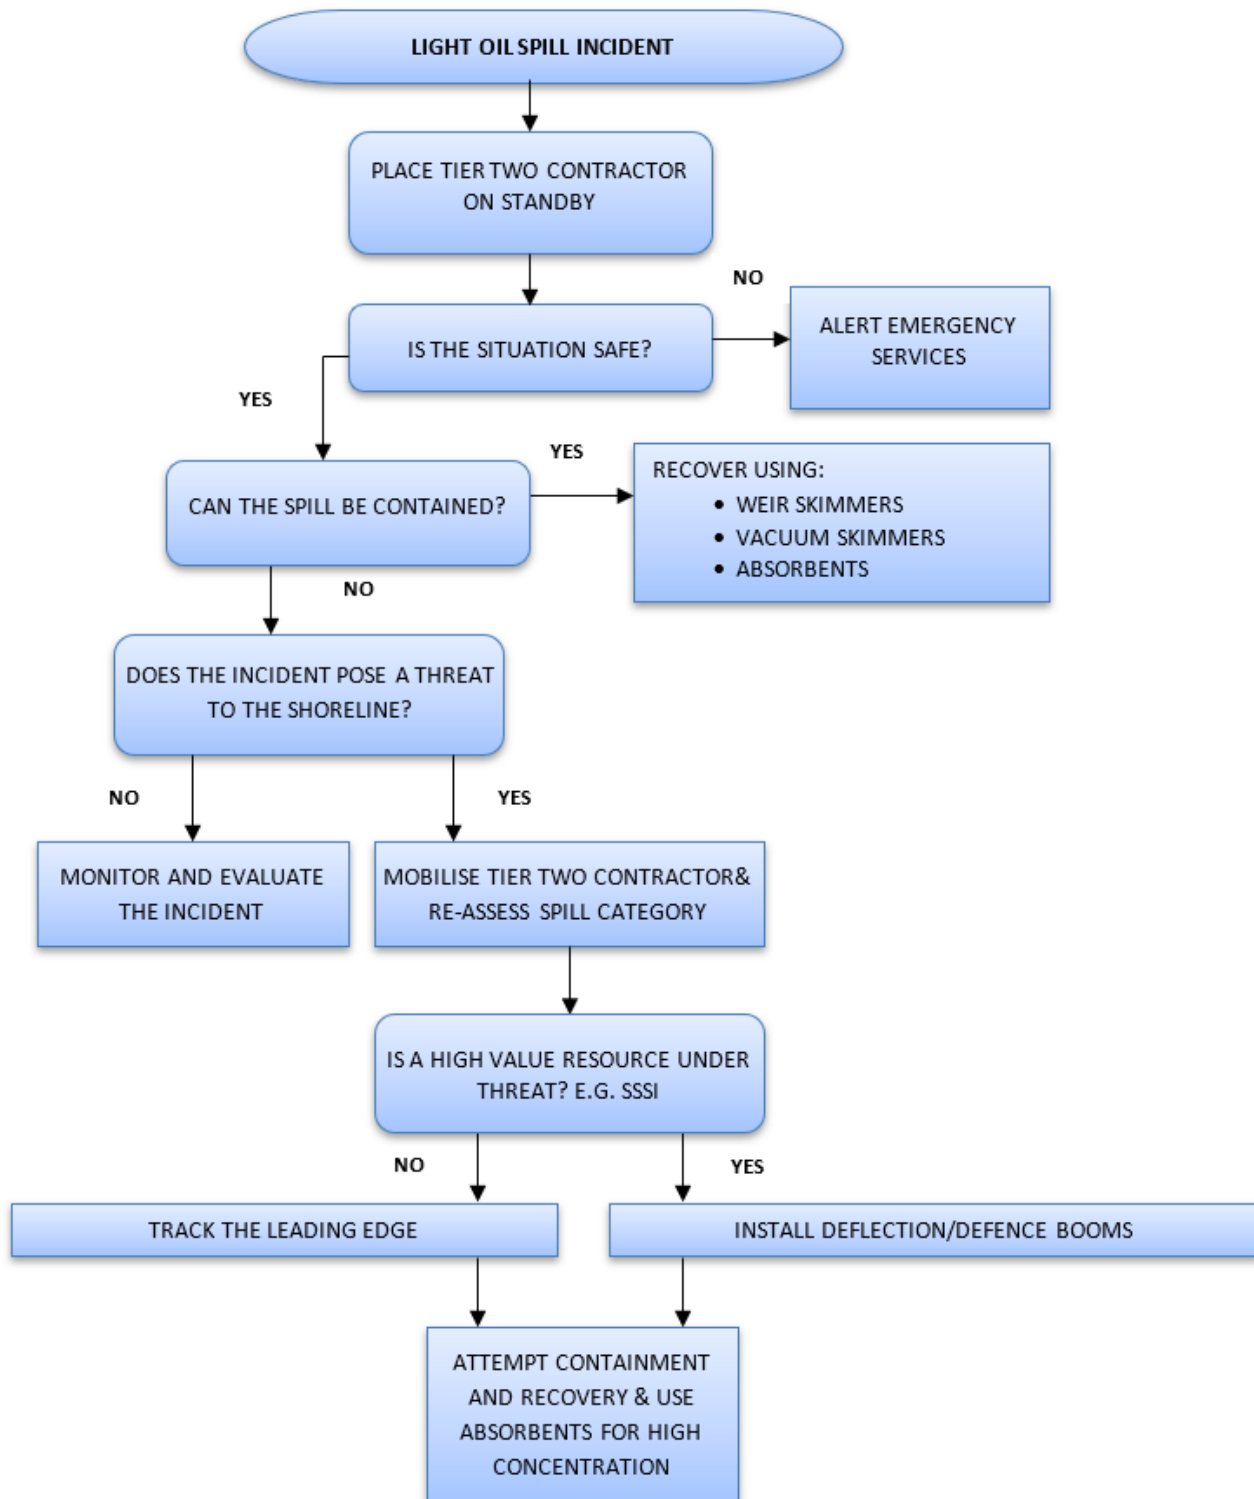 LIGHT OIL SPILL INCIDENT
PLACE TIER TWO CONTRACTOR
ON STANDBY
NO
IS THE SITUATION SAFE?
ALERT EMERGENCY
SERVICES
YES
CAN THE SPILL BE CONTAINED?
YES
RECOVER USING:
• WEIR SKIMMERS
• VACUUM SKIMMERS
• ABSORBENTS
NO
DOES THE INCIDENT POSE A THREAT
TO THE SHORELINE?
NO
YES
MONITOR AND EVALUATE
THE INCIDENT
MOBILISE TIER TWO CONTRACTOR&
RE-ASSESS SPILL CATEGORY
IS A HIGH VALUE RESOURCE UNDER
THREAT? E.G. SSSI
NO
YES
TRACK THE LEADING EDGE
INSTALL DEFLECTION/DEFENCE BOOMS
ATTEMPT CONTAINMENT
AND RECOVERY & USE
ABSORBENTS FOR HIGH
CONCENTRATION